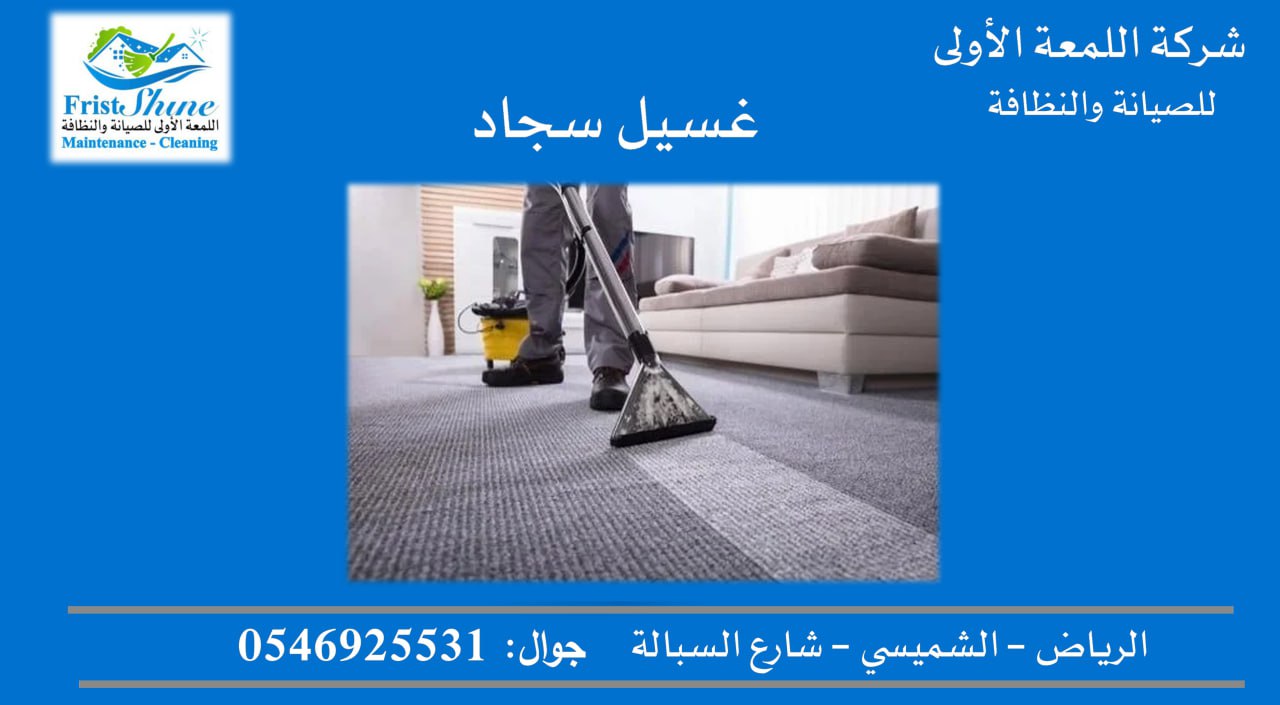 شركة اللمعة الأولى
للصيانة والنظافة
Frist Shine
اللمعة الأولى للصيانة والنظافة
Maintenance - Cleaning
غسيل سجاد
الرياض - الشميسي - شارع السبالة جوال: 0546925531